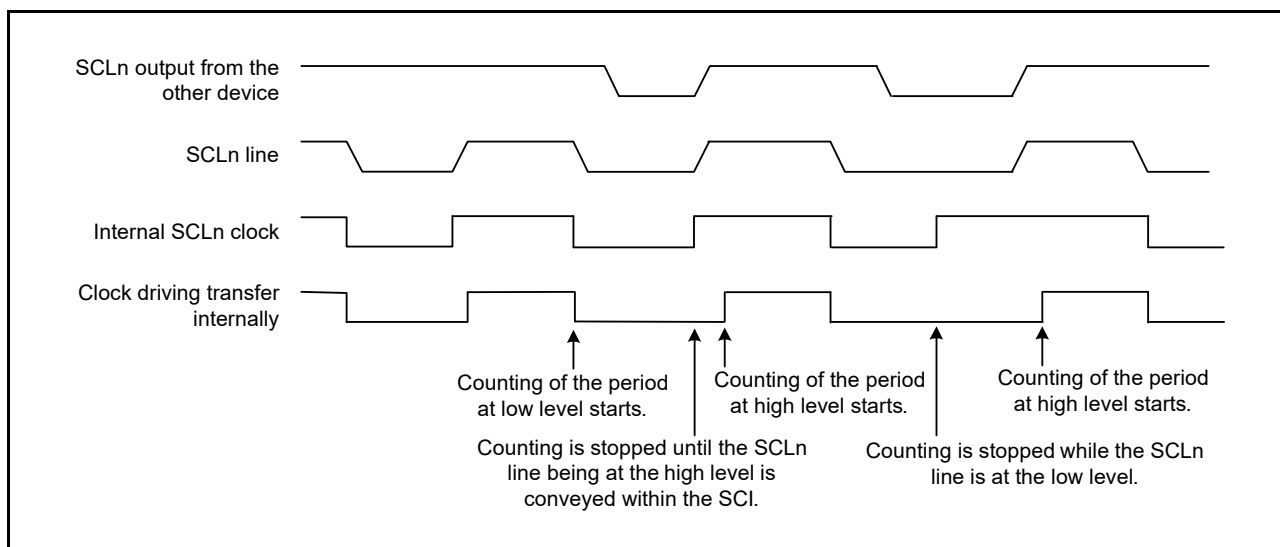 SCLn output from the
other device
SCLn line
Internal SCLn clock
Clock driving transfer
internally
Counting of the period
at low level starts.
Counting of the period
at high level starts.
Counting of the period
at high level starts.
Counting is stopped until the SCLn
line being at the high level is
conveyed within the SCI.
Counting is stopped while the SCLn
line is at the low level.